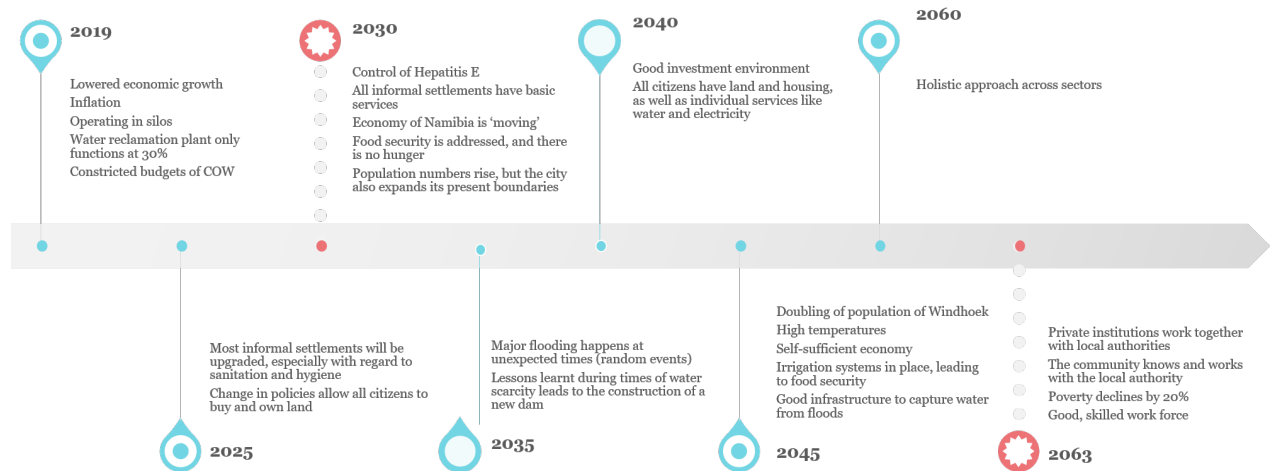 2019
Lowered economic growth
Inflation
Operating in silos
Water reclamation plant only
functions at 30%
Constricted budgets of COW
2030
Control of Hepatitis E
All informal settlements have basic
services
Economy of Namibia is ‘moving’
Food security is addressed, and there
is no hunger
Population numbers rise, but the city
also expands its present boundaries
2040
Good investment environment
All citizens have land and housing,
as well as individual services like
water and electricity
2060
Holistic approach across sectors
Most informal settlements will be
upgraded, especially with regard to
sanitation and hygiene
Change in policies allow all citizens to
buy and own land
2025
Major flooding happens at
unexpected times (random events)
Lessons learnt during times of water
scarcity leads to the construction of a
new dam
2035
Doubling of population of Windhoek
High temperatures
Self-sufficient economy
Irrigation systems in place, leading
to food security
Good infrastructure to capture water
from floods
2045
Private institutions work together
with local authorities
The community knows and works
with the local authority
Poverty declines by 20%
Good, skilled work force
2063